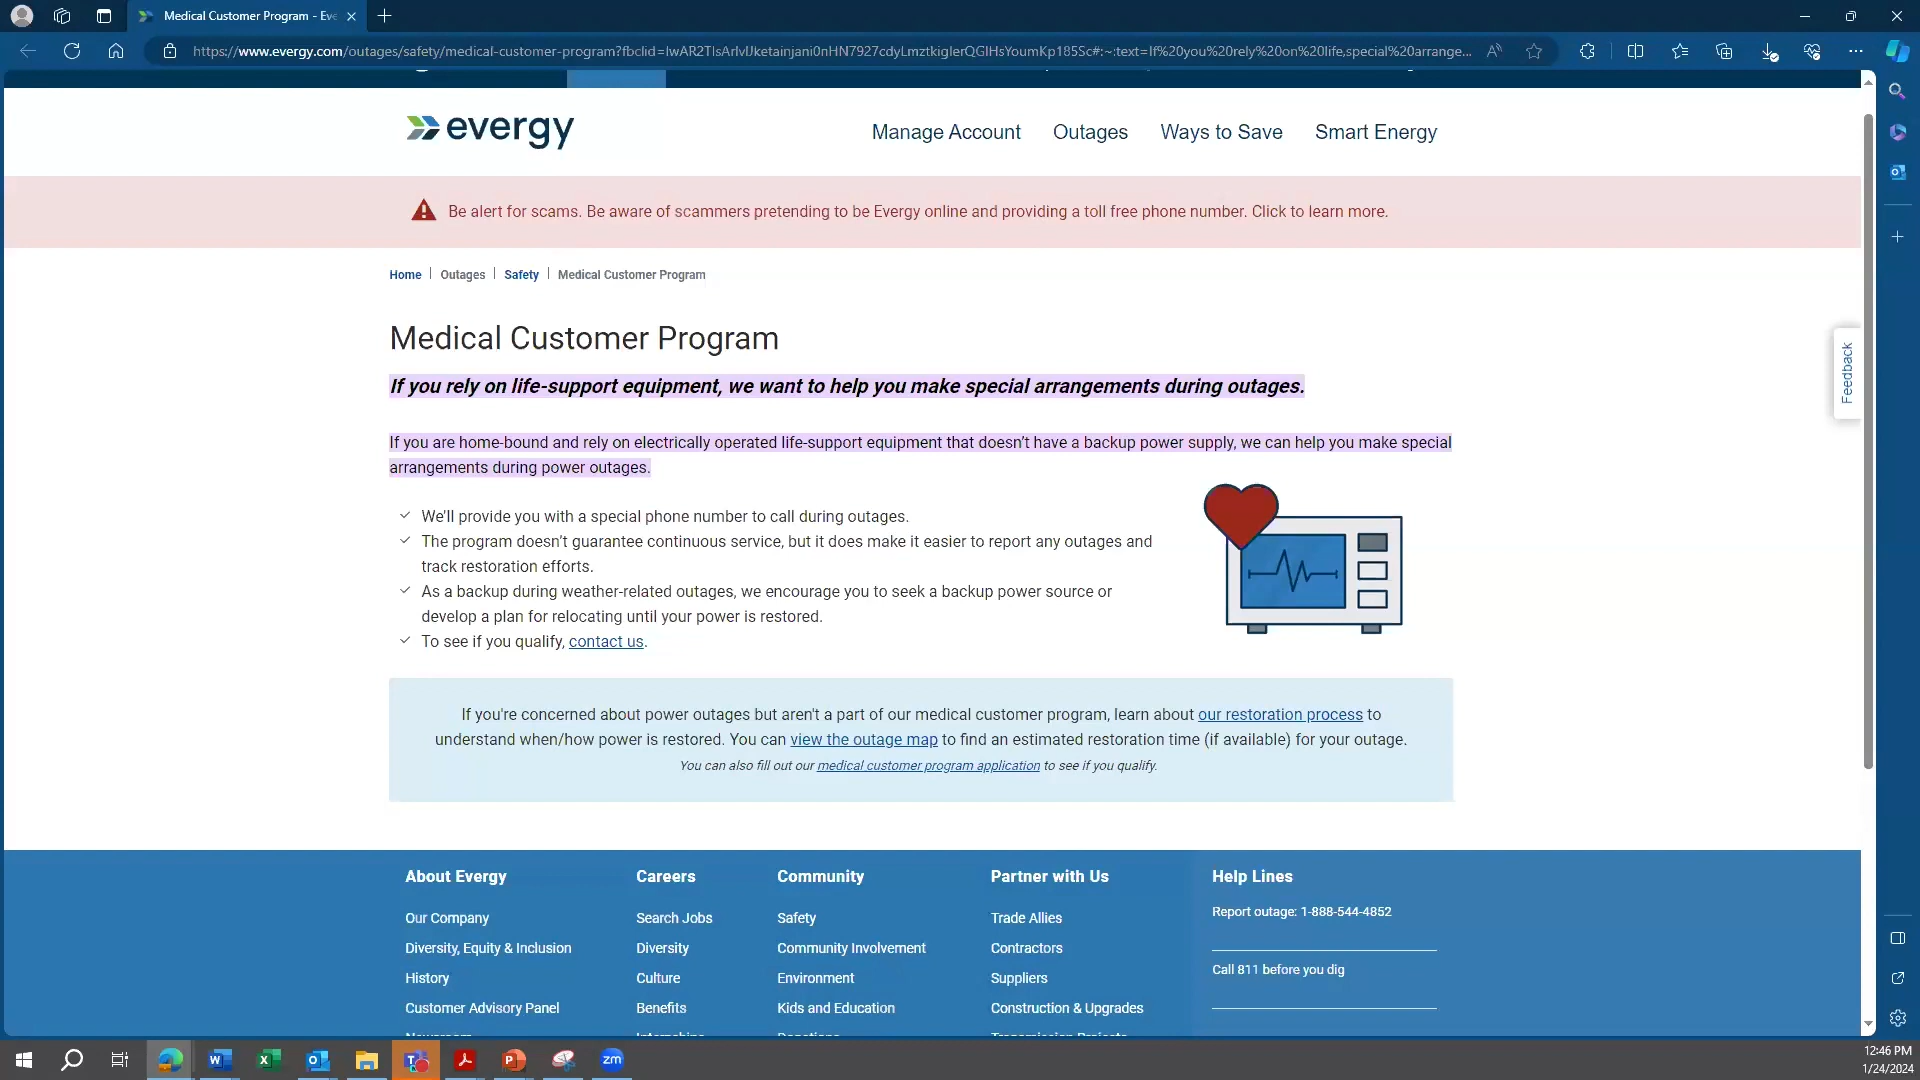 Medical Customer Program - Eve
https://www.evergy.com/outages/safety/medical-customer-program?fbclid=IwAR2TlsArlvIJketainjani0nHN7927cdyLmztkigIerQGlHsYoumKp185Sc#:~:text=If%20you%20rely%20on%20life,special%20arrange...
evergy
Manage Account Outages Ways to Save Smart Energy
Be alert for scams. Be aware of scammers pretending to be Evergy online and providing a toll free phone number. Click to learn more.
Home | Outages | Safety | Medical Customer Program
Feedback
Medical Customer Program
If you rely on life-support equipment, we want to help you make special arrangements during outages.
If you are home-bound and rely on electrically operated life-support equipment that doesn't have a backup power supply, we can help you make special
arrangements during power outages.
We'll provide you with a special phone number to call during outages.
The program doesn't guarantee continuous service, but it does make it easier to report any outages and
track restoration efforts.
As a backup during weather-related outages, we encourage you to seek a backup power source or
develop a plan for relocating until your power is restored.
To see if you qualify, contact us.
If you're concerned about power outages but aren't a part of our medical customer program, learn about our restoration process to
understand when/how power is restored. You can view the outage map to find an estimated restoration time (if available) for your outage.
You can also fill out our medical customer program application to see if you qualify.
About Evergy
Our Company
Diversity, Equity & Inclusion
History
Customer Advisory Panel
Careers
Search Jobs
Diversity
Culture
Benefits
Community
Safety
Community Involvement
Environment
Kids and Education
Partner with Us
Trade Allies
Contractors
Suppliers
Construction & Upgrades
Help Lines
Report outage: 1-888-544-4852
Call 811 before you dig
zm
12:46 PM
1/24/2024